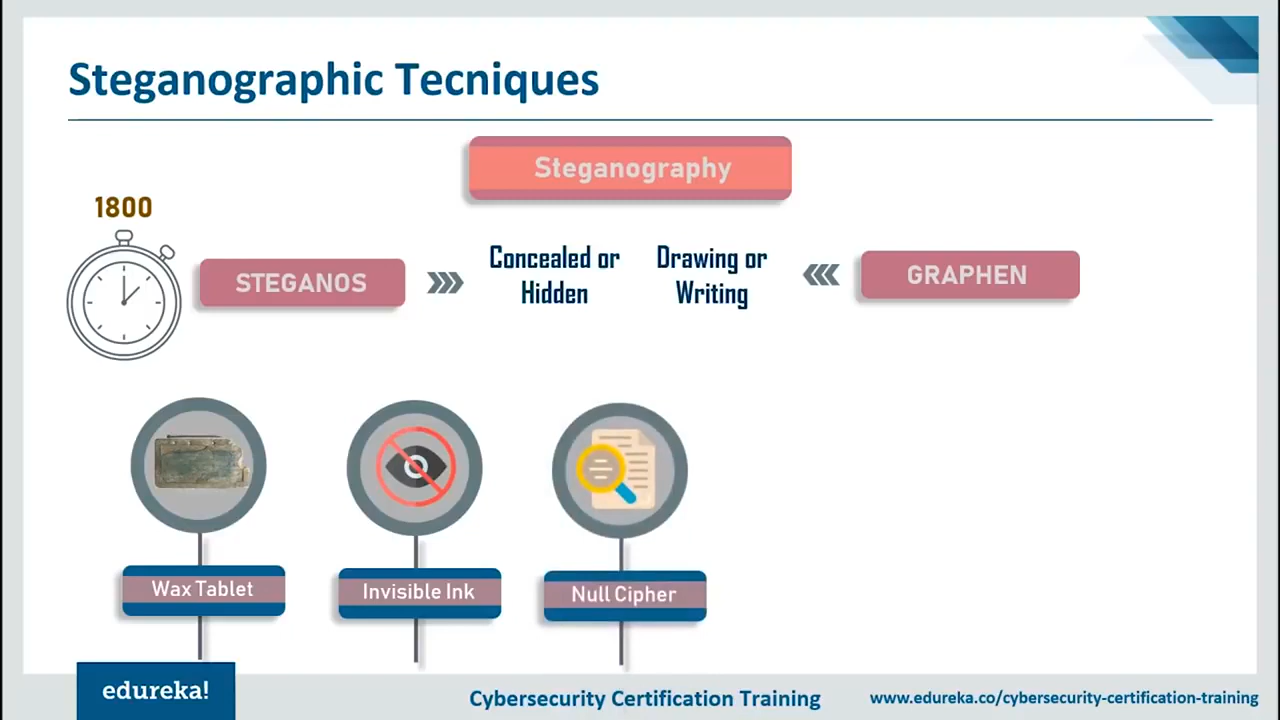 Steganographic Tecniques
Steganography
1800
STEGANOS
Concealed or
Hidden
Drawing or
Writing
GRAPHEN
Wax Tablet
Invisible Ink
Null Cipher
edureka!
Cybersecurity Certification Training
www.edureka.co/cybersecurity-certification-training